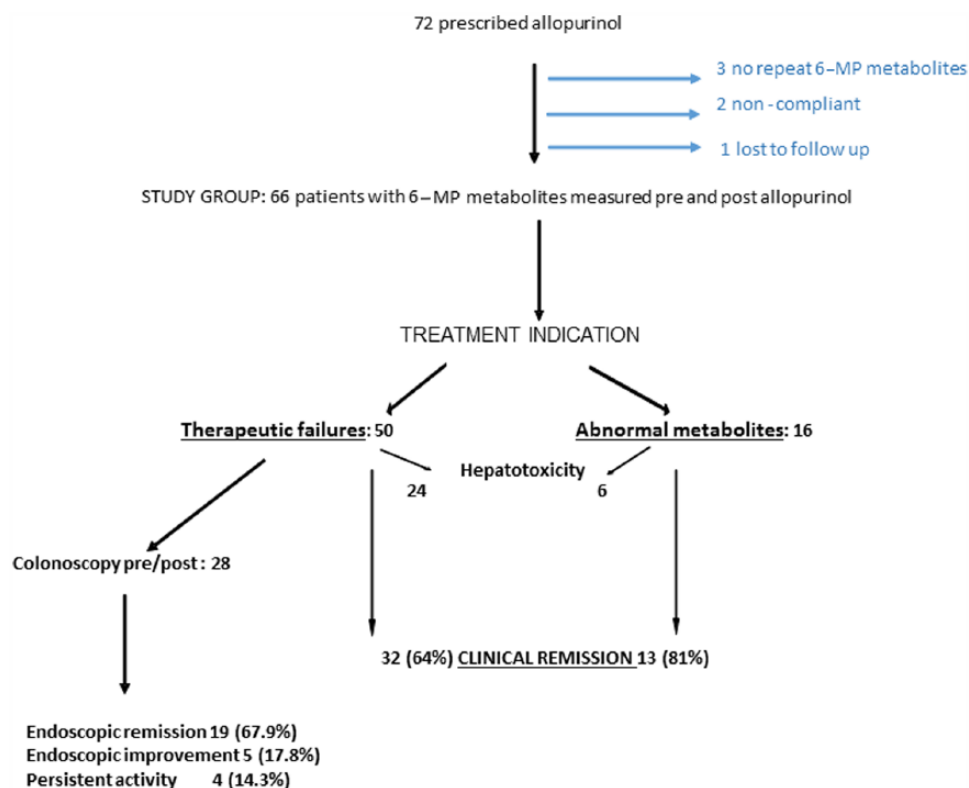 72 prescribed allopurinol
3 no repeat 6–MP metabolites
2 non - compliant
1 lost to follow up
STUDY GROUP: 66 patients with 6–MP metabolites measured pre and post allopurinol
TREATMENT INDICATION
Therapeutic failures: 50
Abnormal metabolites: 16
Hepatotoxicity
24
6
Colonoscopy pre/post : 28
32 (64%) CLINICAL REMISSION 13 (81%)
Endoscopic remission 19 (67.9%)
Endoscopic improvement 5 (17.8%)
Persistent activity 4 (14.3%)